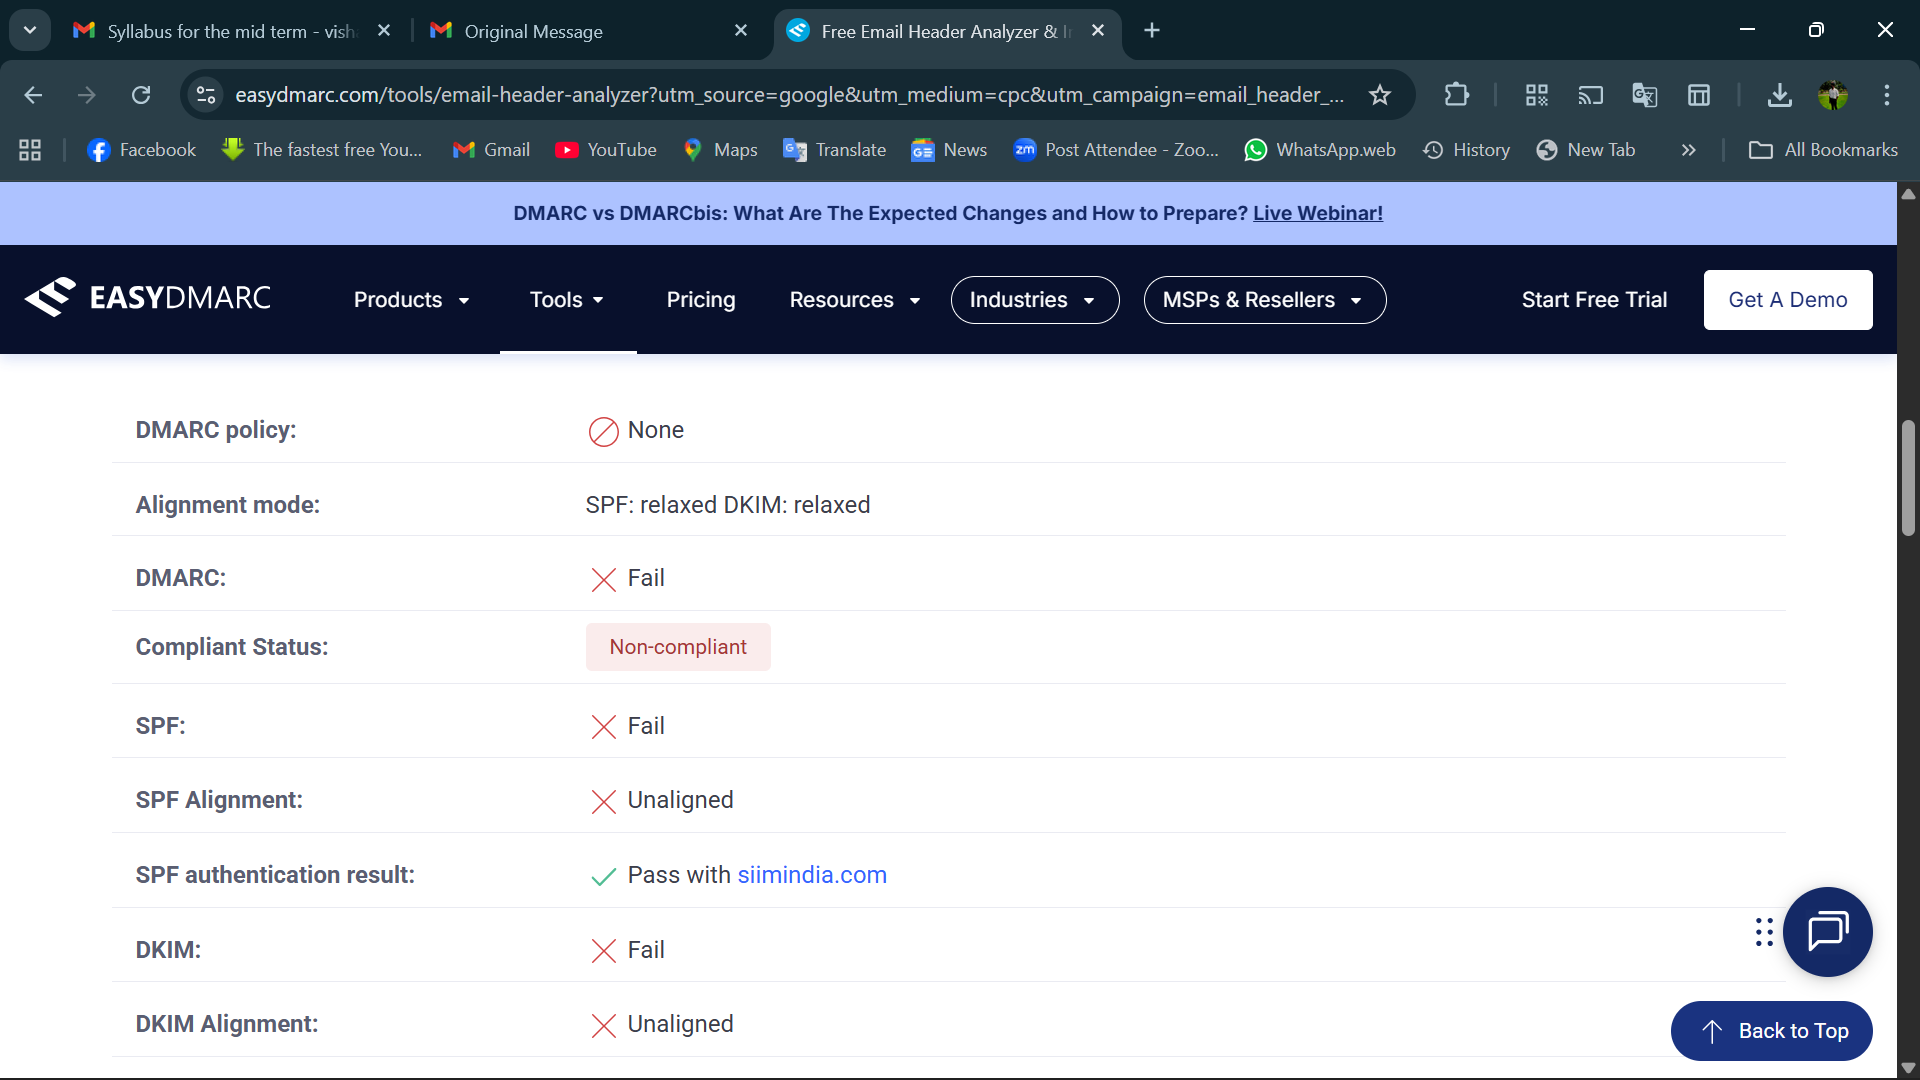 Syllabus for the mid term - vish
Original Message
Free Email Header Analyzer & I
easydmarc.com/tools/email-header-analyzer?utm_source=google&utm_medium=cpc&utm_campaign=email_header_...
Facebook
The fastest free You...
Gmail
YouTube
Maps
Translate
News
Post Attendee - Zoo...
WhatsApp.web
History
New Tab
All Bookmarks
DMARC vs DMARCbis: What Are The Expected Changes and How to Prepare? Live Webinar!
EASYDMARC
Products
Tools
Pricing
Resources
Industries
MSPs & Resellers
Start Free Trial
Get A Demo
DMARC policy: None
Alignment mode: SPF: relaxed DKIM: relaxed
DMARC: Fail
Compliant Status: Non-compliant
SPF: Fail
SPF Alignment: Unaligned
SPF authentication result: Pass with siimindia.com
DKIM: Fail
DKIM Alignment: Unaligned
Back to Top